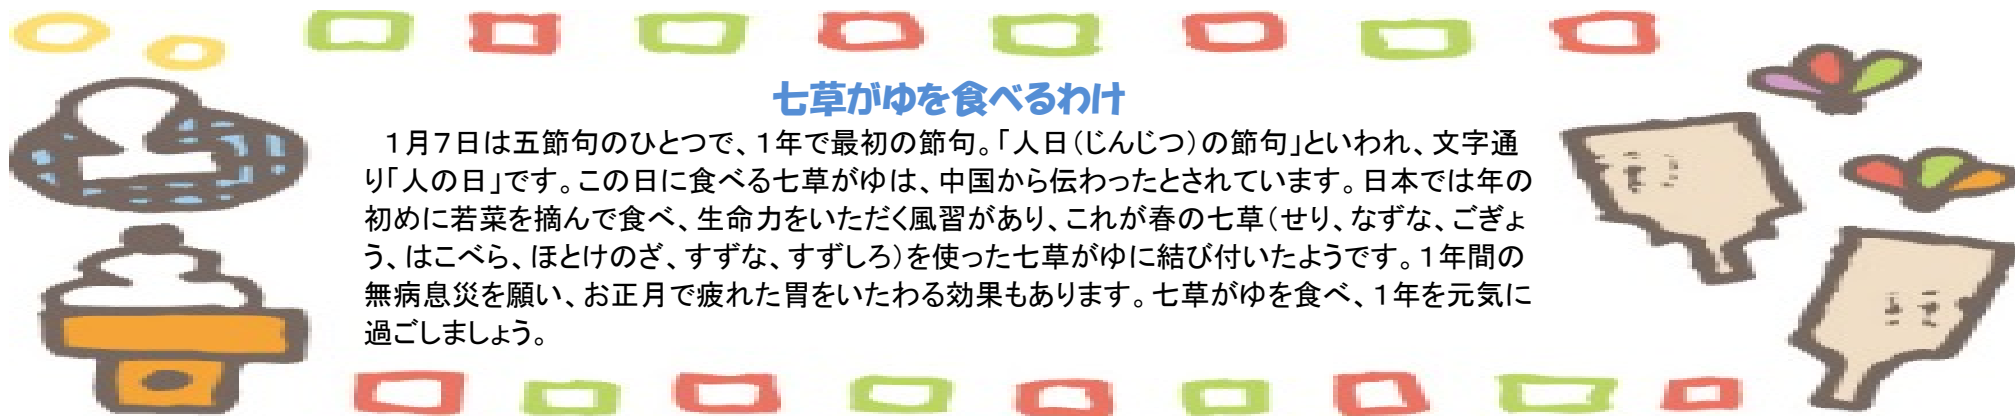 七草がゆを食べるわけ
　１月７日は五節句のひとつで、１年で最初の節句。「人日（じんじつ）の節句」といわれ、文字通
り「人の日」です。この日に食べる七草がゆは、中国から伝わったとされています。日本では年の
初めに若菜を摘んで食べ、生命力をいただく風習があり、これが春の七草（せり、なずな、ごぎょ
う、はこべら、ほとけのざ、すずな、すずしろ）を使った七草がゆに結び付いたようです。１年間の
無病息災を願い、お正月で疲れた胃をいたわる効果もあります。七草がゆを食べ、１年を元気に
過ごしましょう。